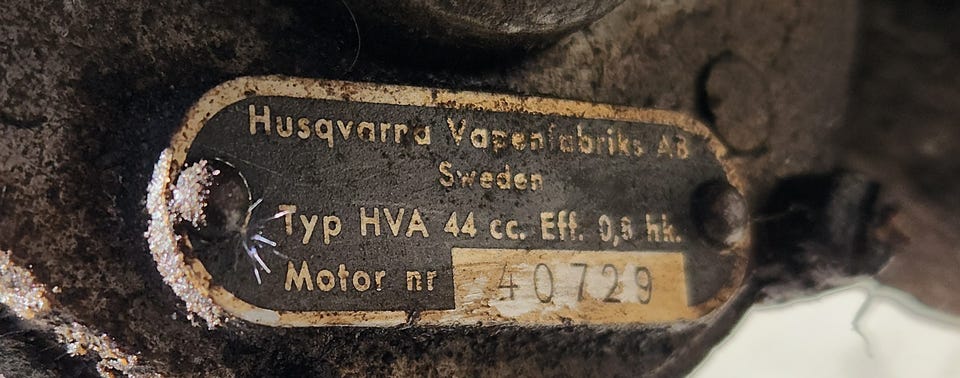 Husqvarna Vapenfabriks AB
Sweden
Typ HVA 44 cc. Eff. 0,8 hk.
Motor nr 40729